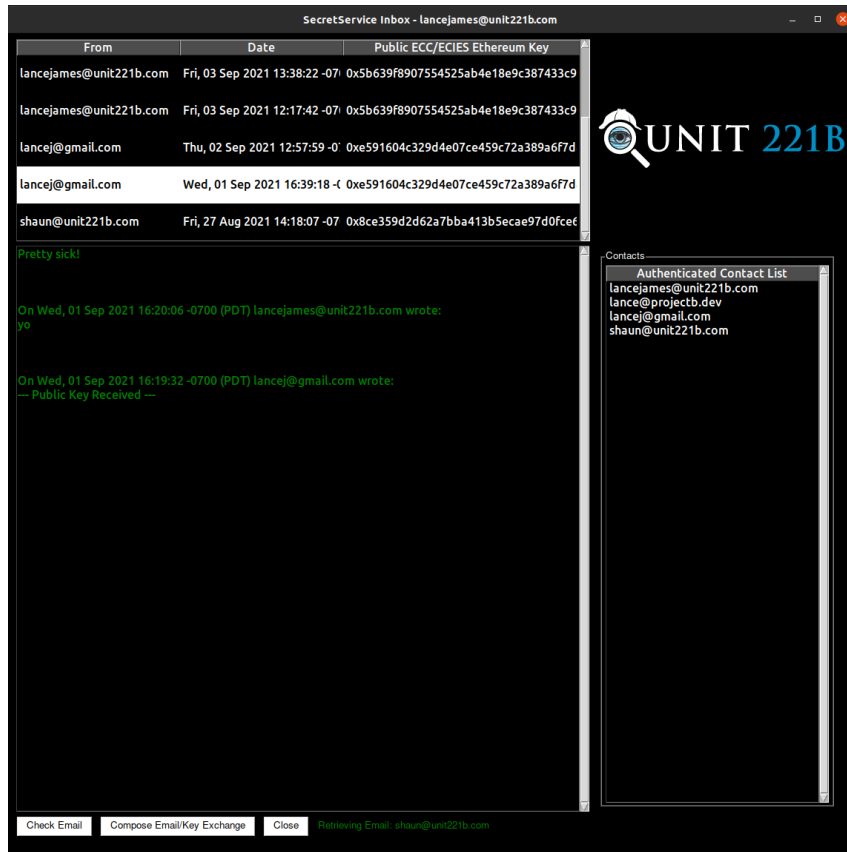 SecretService Inbox - lancejames@unit221b.com
From Date Public ECC/ECIES Ethereum Key
lancejames@unit221b.com Fri, 03 Sep 2021 13:38:22 -07 0x5b639f8907554525ab4e18e9c387433c9
lancejames@unit221b.com Fri, 03 Sep 2021 12:17:42 -07 0x5b639f8907554525ab4e18e9c387433c9
lancej@gmail.com Thu, 02 Sep 2021 12:57:59 -0 0xe591604c329d4e07ce459c72a389a6f7d
lancej@gmail.com Wed, 01 Sep 2021 16:39:18 -( 0xe591604c329d4e07ce459c72a389a6f7d
shaun@unit221b.com Fri, 27 Aug 2021 14:18:07 -07 0x8ce359d2d62a7bba413b5ecae97d0fce6
UNIT 221B
Pretty sick!
On Wed, 01 Sep 2021 16:20:06 -0700 (PDT) lancejames@unit221b.com wrote:
yo
On Wed, 01 Sep 2021 16:19:32 -0700 (PDT) lancej@gmail.com wrote:
--- Public Key Received ---
Contacts
Authenticated Contact List
lancejames@unit221b.com
lance@projectb.dev
lancej@gmail.com
shaun@unit221b.com
Check Email Compose Email/Key Exchange Close Retrieving Email: shaun@unit221b.com